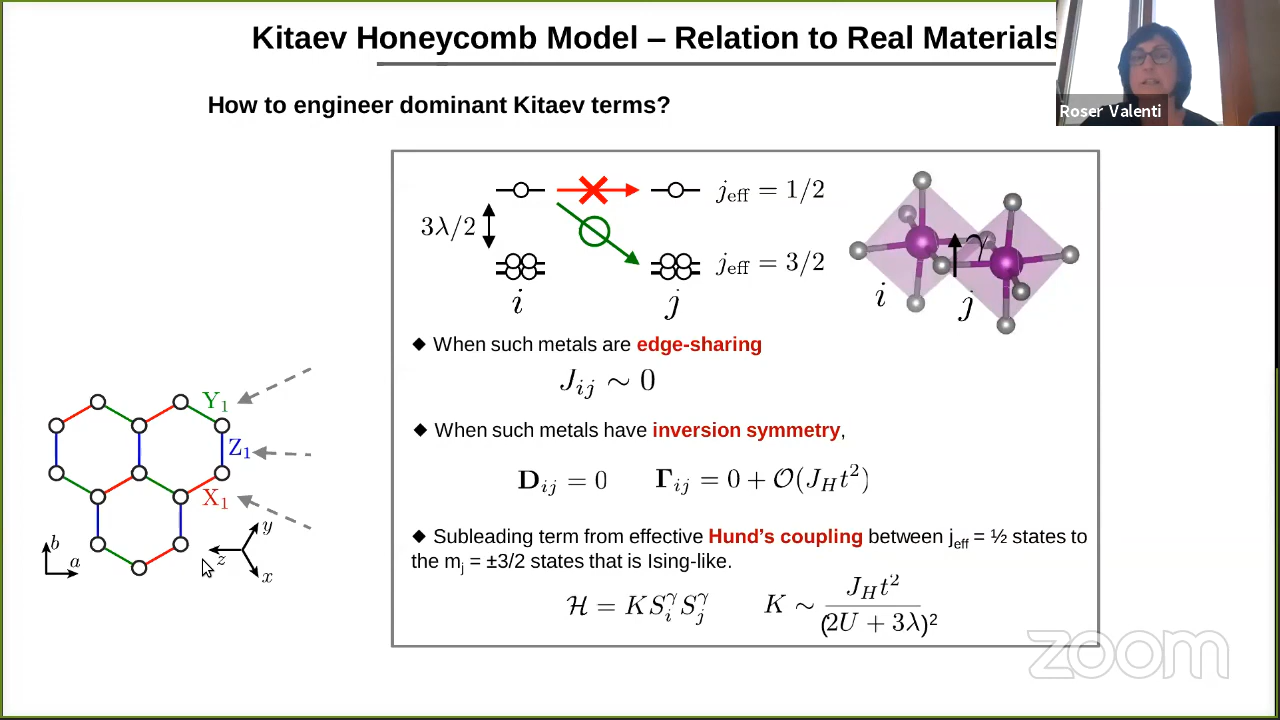 Kitaev Honeycomb Model – Relation to Real Materials
Roser Valenti
How to engineer dominant Kitaev terms?
j_eff = 1/2
3λ/2
j_eff = 3/2
i j
γ
i j
◆ When such metals are edge-sharing
J_ij ∼ 0
◆ When such metals have inversion symmetry,
D_ij = 0 Γ_ij = 0 + O(J_H t²)
◆ Subleading term from effective Hund's coupling between j_eff = ½ states to
the m_j = ±3/2 states that is Ising-like.
H = K S_i^γ S_j^γ K ∼ J_H t² / (2U + 3λ)²
Y₁
Z₁
X₁
b
a
y
z
x
zoom